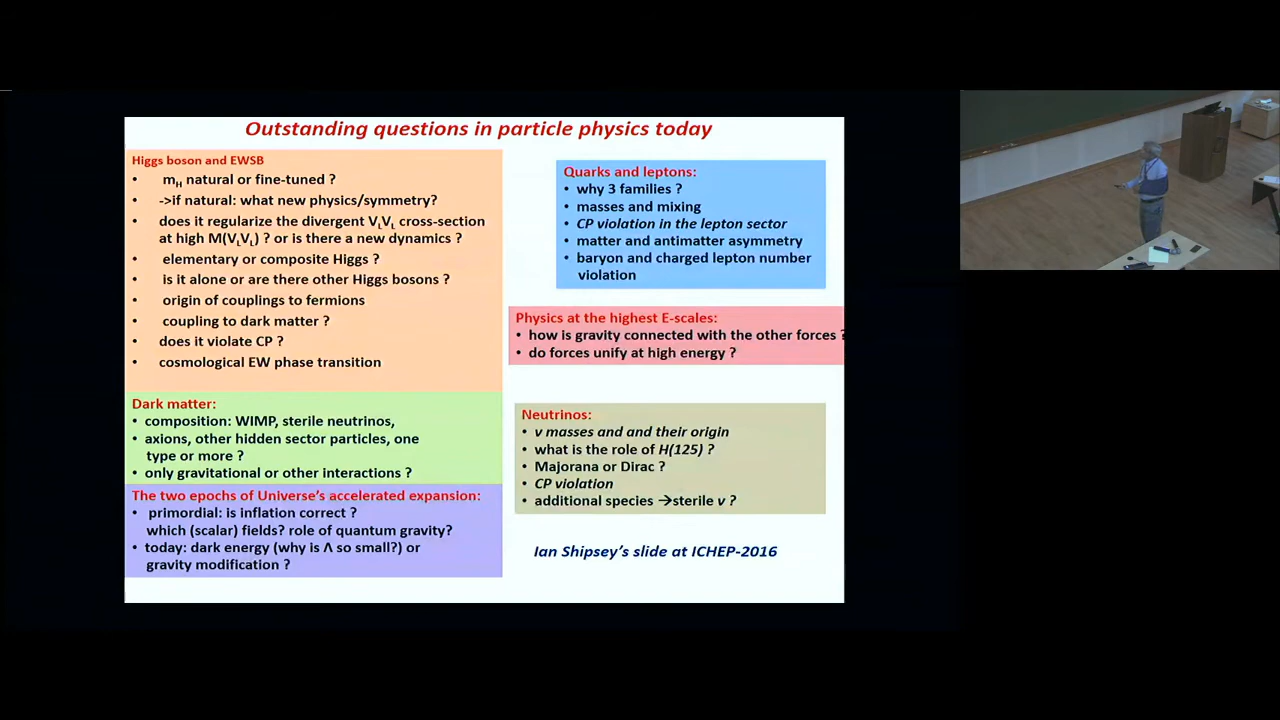 Outstanding questions in particle physics today
Higgs boson and EWSB
• mH natural or fine-tuned ?
• ->if natural: what new physics/symmetry?
• does it regularize the divergent VLVL cross-section
at high M(VLVL) ? or is there a new dynamics ?
• elementary or composite Higgs ?
• is it alone or are there other Higgs bosons ?
• origin of couplings to fermions
• coupling to dark matter ?
• does it violate CP ?
• cosmological EW phase transition
Dark matter:
• composition: WIMP, sterile neutrinos,
• axions, other hidden sector particles, one
type or more ?
• only gravitational or other interactions ?
The two epochs of Universe's accelerated expansion:
• primordial: is inflation correct ?
which (scalar) fields? role of quantum gravity?
• today: dark energy (why is Λ so small?) or
gravity modification ?
Quarks and leptons:
• why 3 families ?
• masses and mixing
• CP violation in the lepton sector
• matter and antimatter asymmetry
• baryon and charged lepton number
violation
Physics at the highest E-scales:
• how is gravity connected with the other forces ?
• do forces unify at high energy ?
Neutrinos:
• ν masses and and their origin
• what is the role of H(125) ?
• Majorana or Dirac ?
• CP violation
• additional species →sterile ν ?
Ian Shipsey's slide at ICHEP-2016